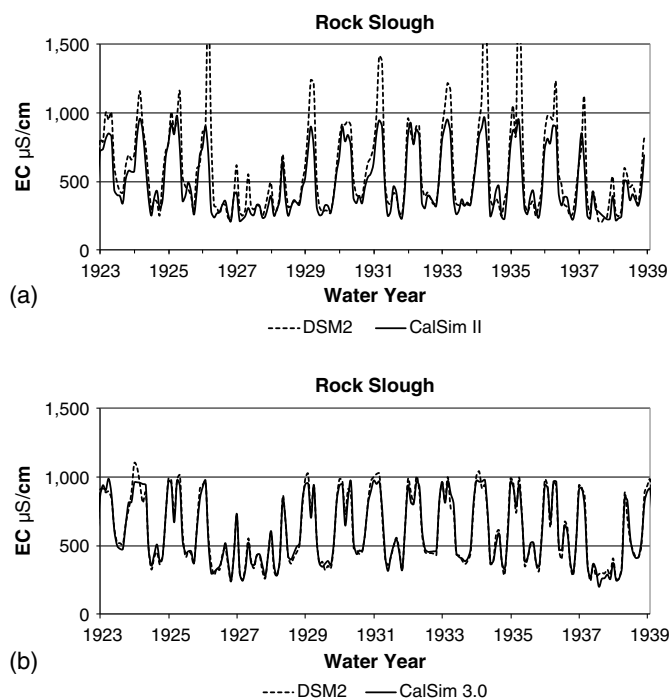 Rock Slough
1,500
1,000
500
0
EC µS/cm
1923 1925 1927 1929 1931 1933 1935 1937 1939
(a)
Water Year
DSM2 CalSim II
Rock Slough
1,500
1,000
500
0
EC µS/cm
1923 1925 1927 1929 1931 1933 1935 1937 1939
(b)
Water Year
DSM2 CalSim 3.0